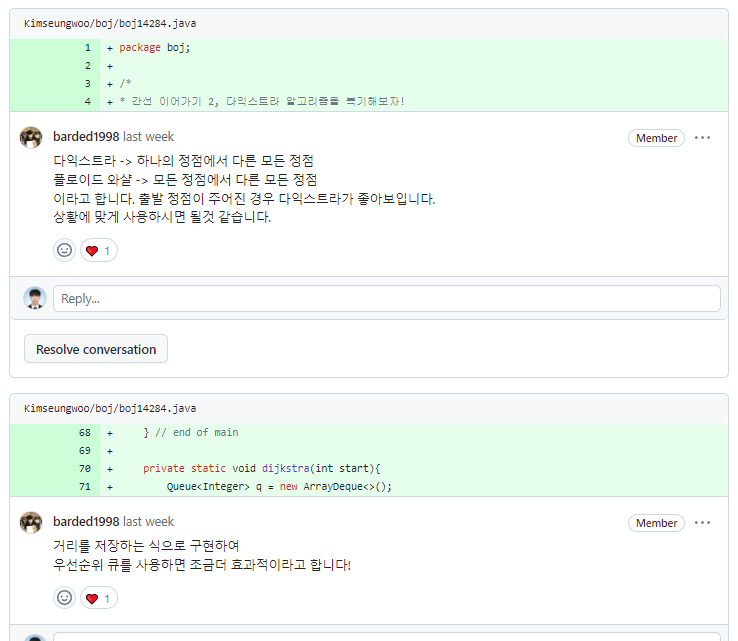 Kimseungwoo/boj/boj14284.java
1 + package boj;
2 +
3 + /*
4 + * 간선 이어가기 2, 다익스트라 알고리즘을 복기해보자!
barded1998 last week
Member ...
다익스트라 -> 하나의 정점에서 다른 모든 정점
플로이드 와샬 -> 모든 정점에서 다른 모든 정점
이라고 합니다. 출발 정점이 주어진 경우 다익스트라가 좋아보입니다.
상황에 맞게 사용하시면 될것 같습니다.
1
Reply...
Resolve conversation
Kimseungwoo/boj/boj14284.java
68 + } // end of main
69 +
70 + private static void dijkstra(int start){
71 + Queue<Integer> q = new ArrayDeque<>();
barded1998 last week
Member ...
거리를 저장하는 식으로 구현하여
우선순위 큐를 사용하면 조금더 효과적이라고 합니다!
1